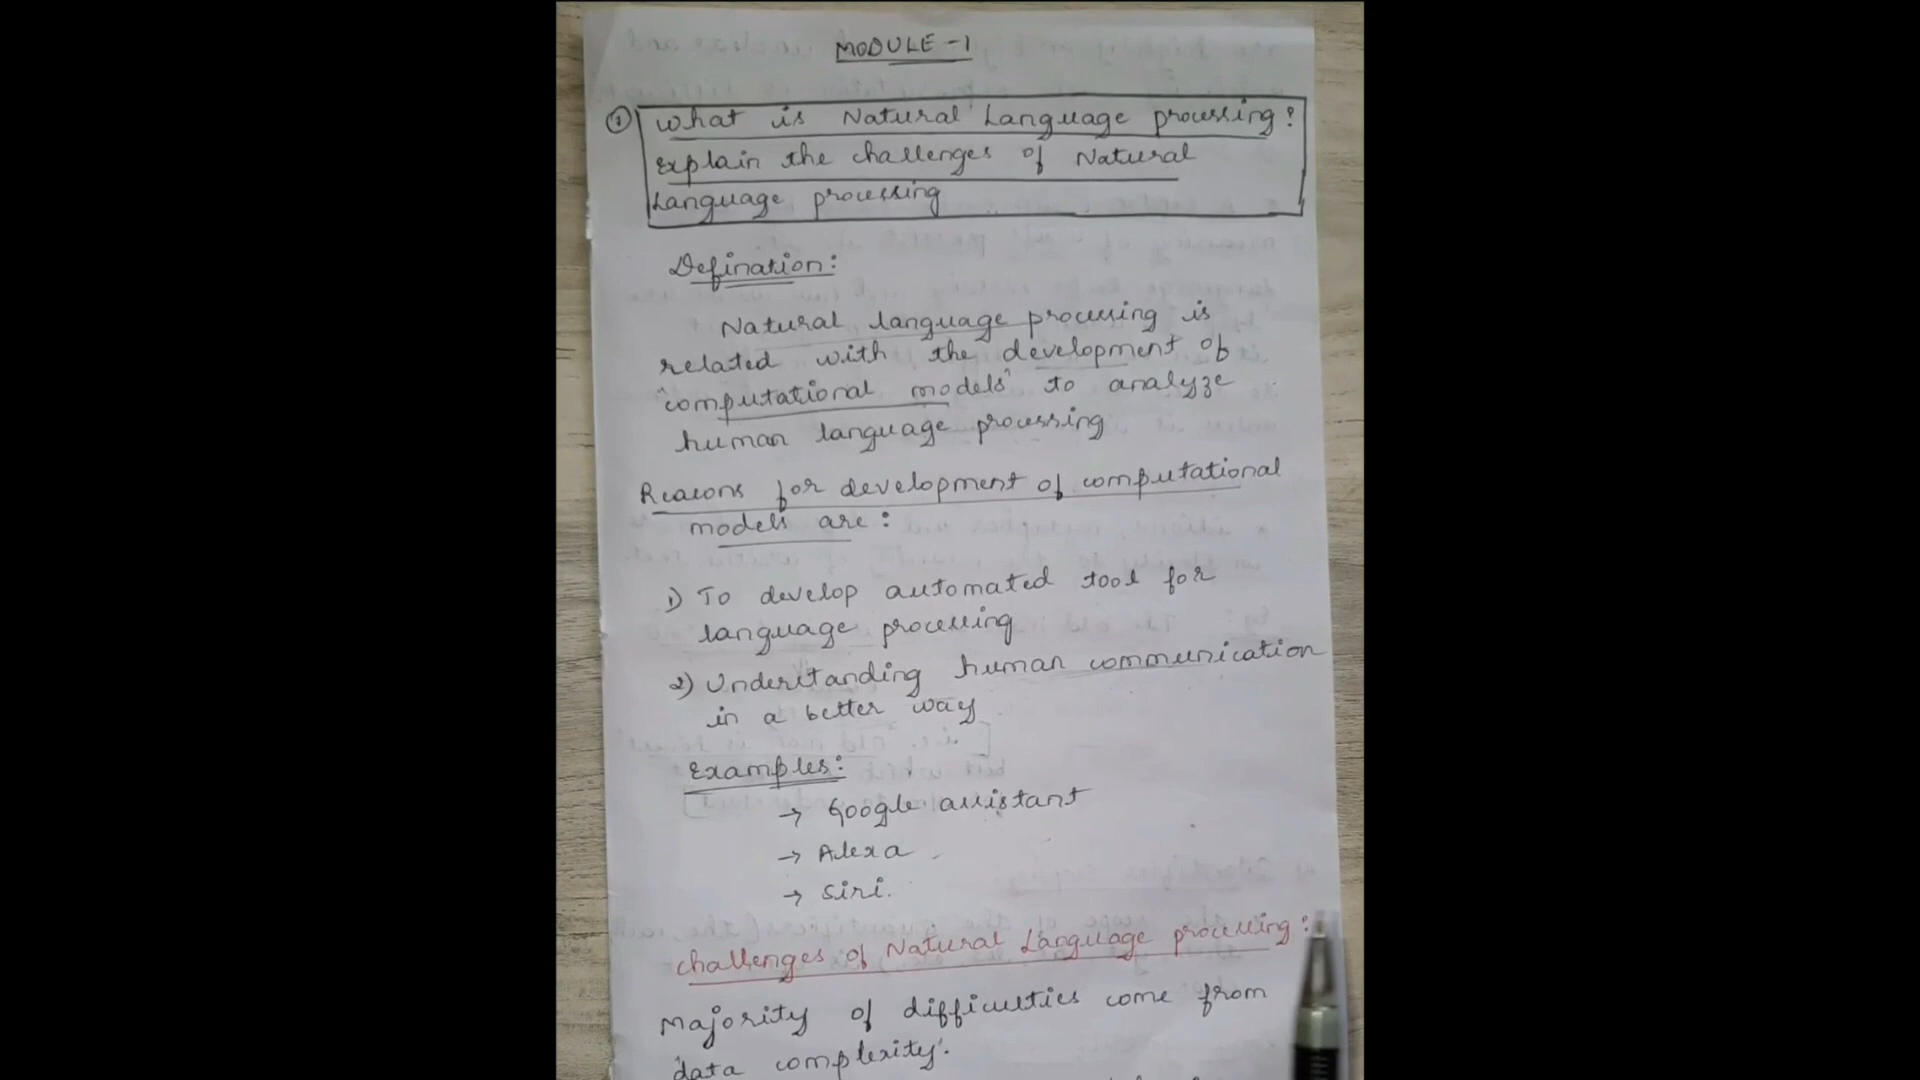 MODULE-1
① What is Natural Language processing?
Explain the challenges of Natural
Language processing
Defination:
Natural language processing is
related with the development of
"computational models" to analyze
human language processing
Reasons for development of computational
models are:
1) To develop automated tool for
language processing
2) Understanding human communication
in a better way
Examples:
→ Google assistant
→ Alexa
→ Siri.
challenges of Natural Language processing:
Majority of difficulties come from
"data complexity".